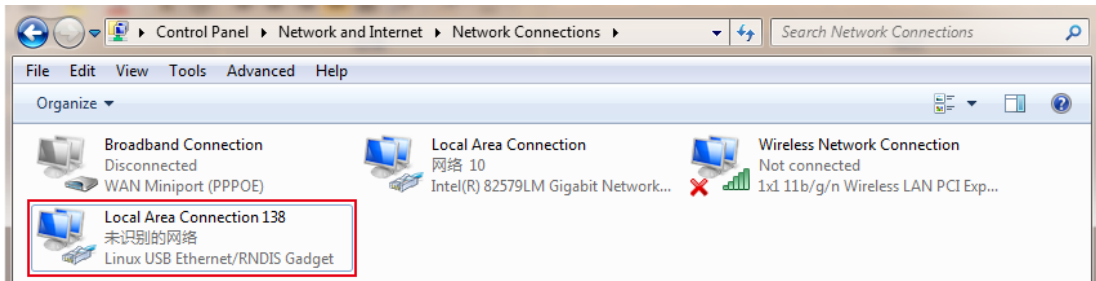 Control Panel ▸ Network and Internet ▸ Network Connections ▸ Search Network Connections
File Edit View Tools Advanced Help
Organize
Broadband Connection
Disconnected
WAN Miniport (PPPOE)
Local Area Connection
网络 10
Intel(R) 82579LM Gigabit Network...
Wireless Network Connection
Not connected
1x1 11b/g/n Wireless LAN PCI Exp...
Local Area Connection 138
未识别的网络
Linux USB Ethernet/RNDIS Gadget